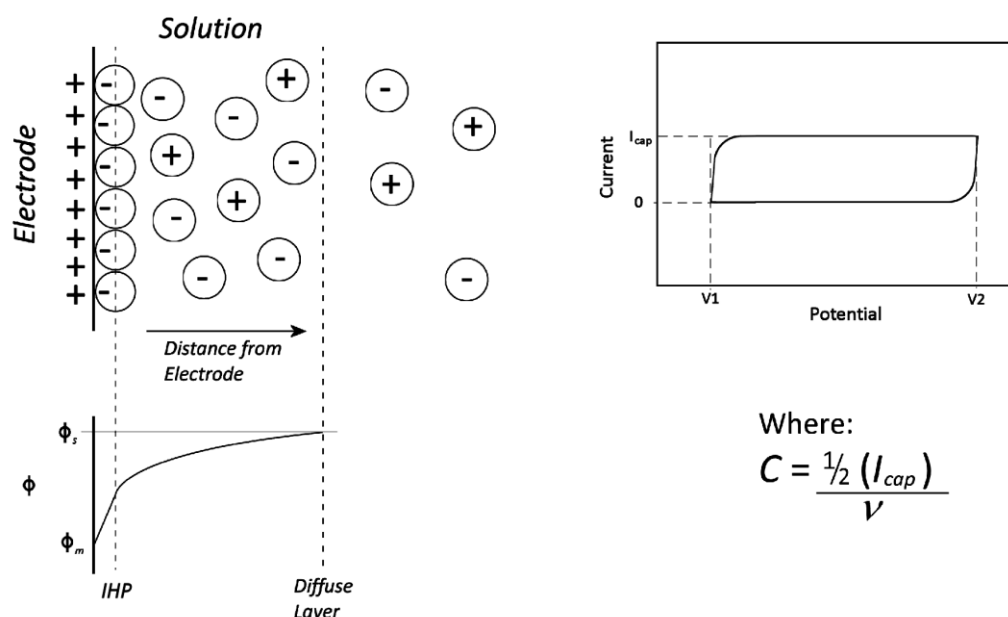 Solution
Electrode
+ - - + -
+ - - +
+ - + -
+ - + +
+ - -
+ - - -
+ - -
Distance from
Electrode
ϕs
ϕ
ϕm
IHP
Diffuse
Layer
Current
Icap
0
V1
V2
Potential
Where:
C = ½ (Icap)
ν